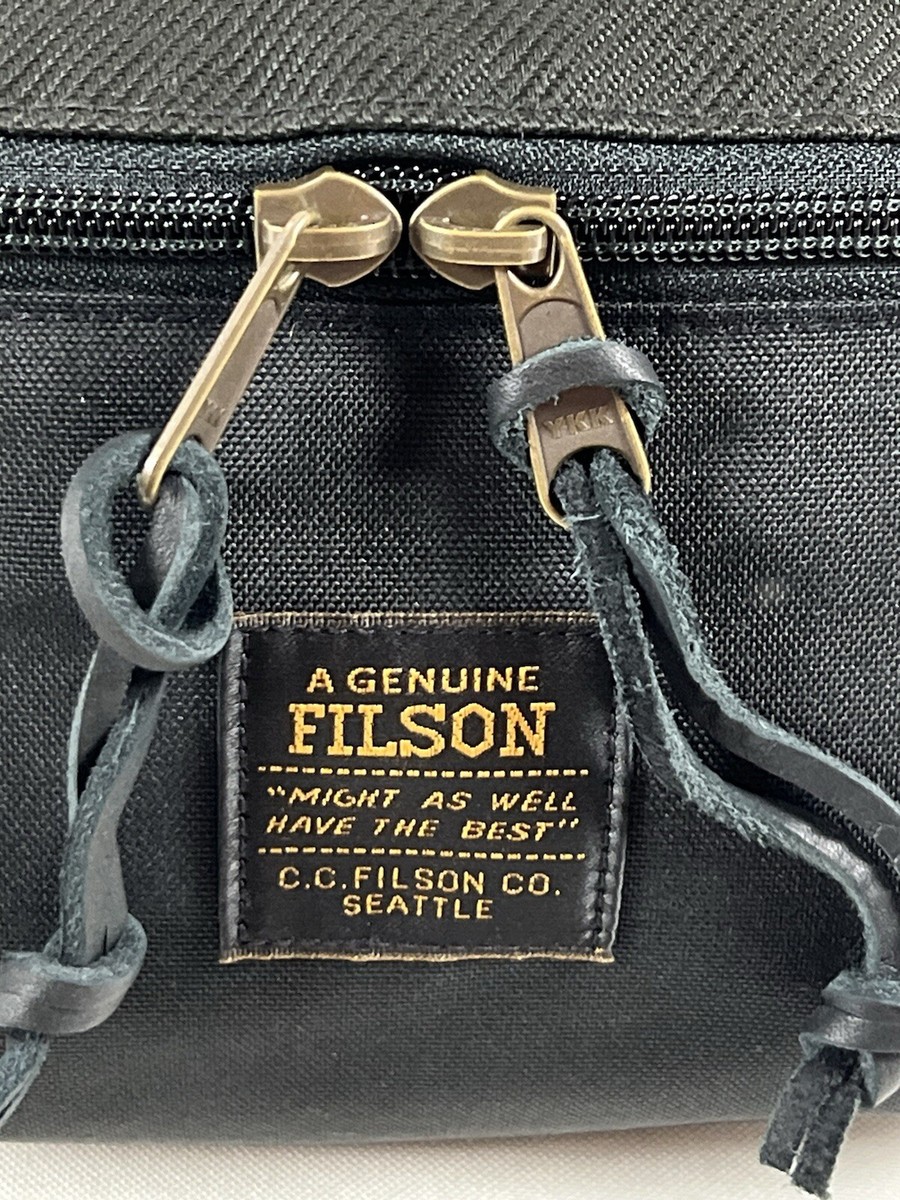 YKK
A GENUINE
FILSON
"MIGHT AS WELL
HAVE THE BEST"
C.C.FILSON CO.
SEATTLE